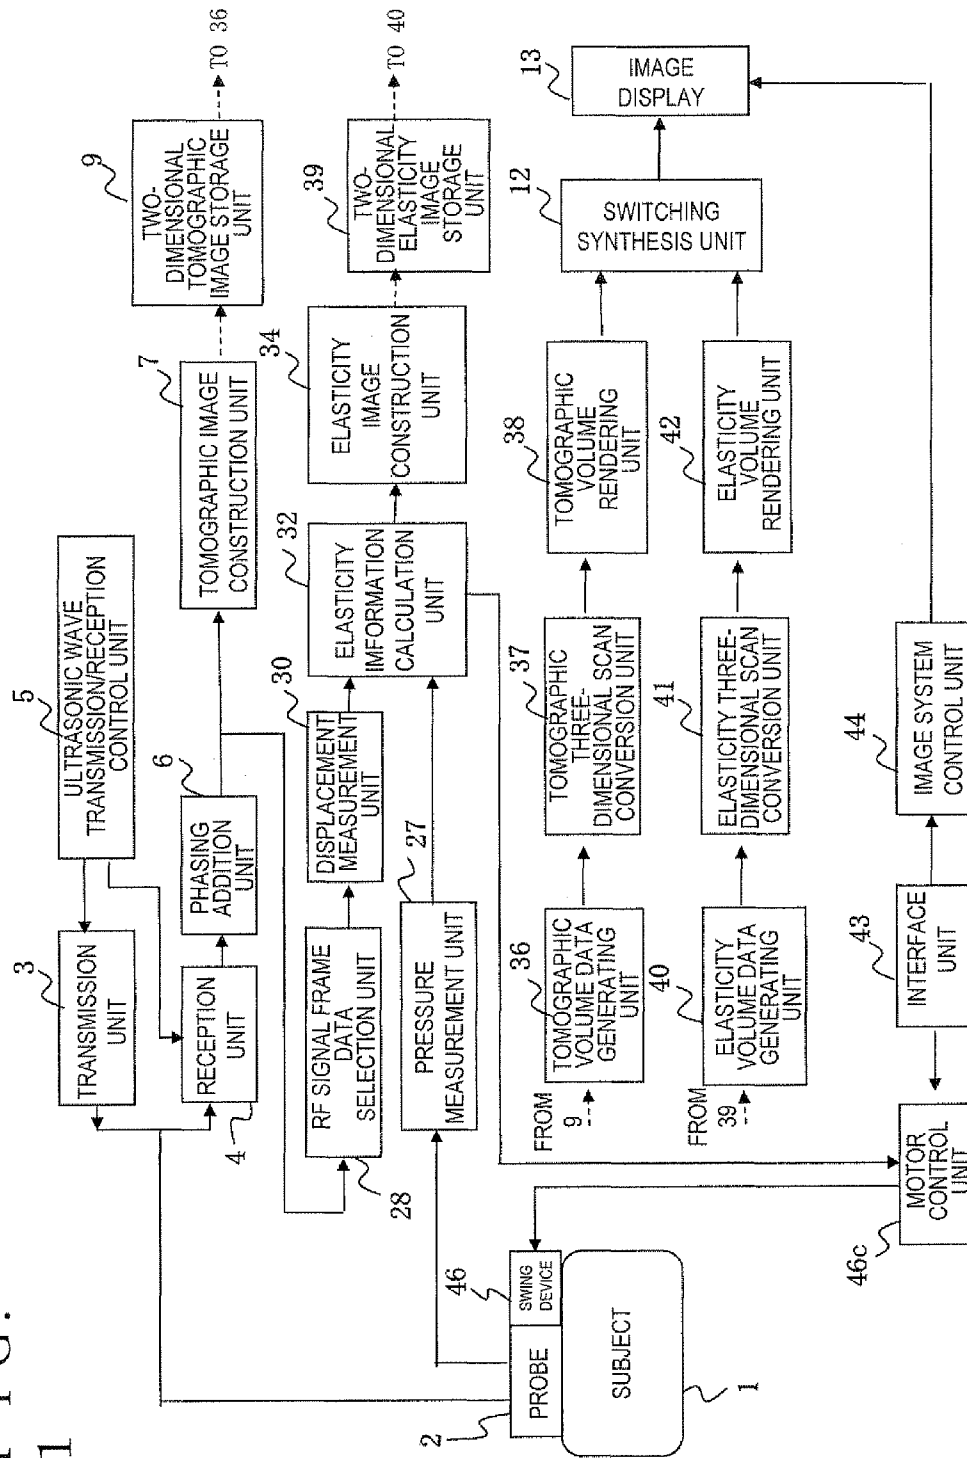 FIG.
1
5
ULTRASONIC WAVE
TRANSMISSION/RECEPTION
CONTROL UNIT
3
TRANSMISSION
UNIT
RECEPTION
UNIT
4
6
PHASING
ADDITION
UNIT
7
TOMOGRAPHIC IMAGE
CONSTRUCTION UNIT
9
TWO-
DIMENSIONAL
TOMOGRAPHIC
IMAGE STORAGE
UNIT
TO 36
RF SIGNAL FRAME
DATA
SELECTION UNIT
28
30
DISPLACEMENT
MEASUREMENT
UNIT
32
ELASTICITY
IMFORMATION
CALCULATION
UNIT
34
ELASTICITY
IMAGE
CONSTRUCTION
UNIT
39
TWO-
DIMENSIONAL
ELASTICITY
IMAGE
STORAGE
UNIT
TO 40
27
PRESSURE
MEASUREMENT UNIT
2
PROBE
46
SWING
DEVICE
SUBJECT
1
FROM
9
36
TOMOGRAPHIC
VOLUME DATA
GENERATING
UNIT
37
TOMOGRAPHIC
THREE-
DIMENSIONAL SCAN
CONVERSION UNIT
38
TOMOGRAPHIC
VOLUME
RENDERING
UNIT
12
SWITCHING
SYNTHESIS UNIT
13
IMAGE
DISPLAY
FROM
39
40
ELASTICITY
VOLUME DATA
GENERATING
UNIT
41
ELASTICITY THREE-
DIMENSIONAL SCAN
CONVERSION UNIT
42
ELASTICITY
VOLUME
RENDERING UNIT
46c
MOTOR
CONTROL
UNIT
43
INTERFACE
UNIT
44
IMAGE SYSTEM
CONTROL UNIT